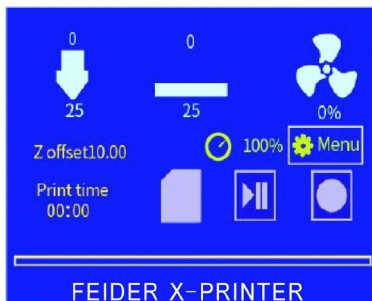 0
0
25
25
0%
Z offset10.00
100%
Menu
Print time
00:00
FEIDER X-PRINTER